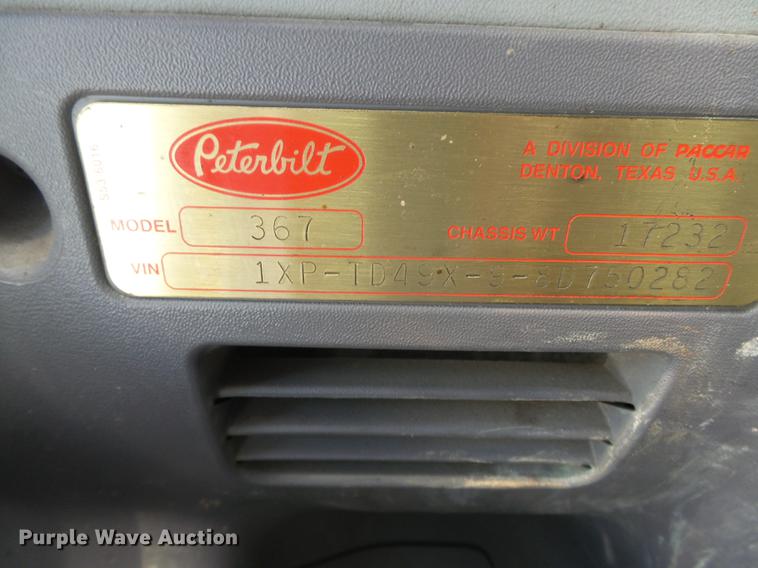 Peterbilt
A DIVISION OF PACCAR
DENTON, TEXAS U.S.A.
MODEL 367 CHASSIS WT 17232
VIN 1XP-TD49X-9-8D750282
Purple Wave Auction